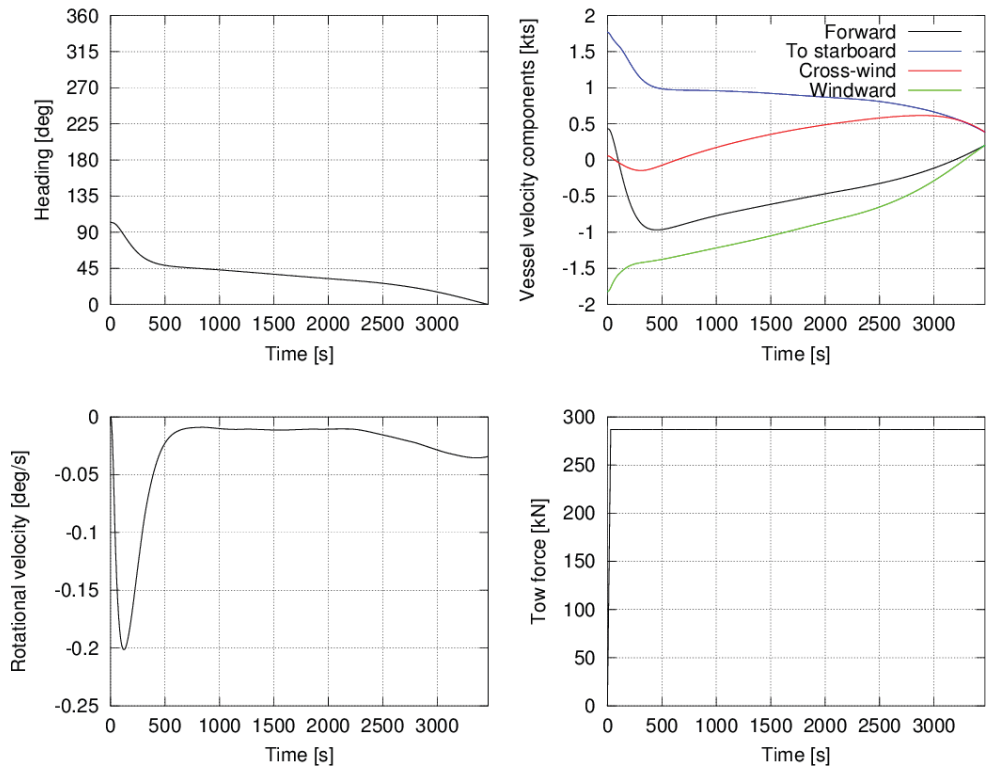 Heading [deg]
360
315
270
225
180
135
90
45
0
0 500 1000 1500 2000 2500 3000
Time [s]
Vessel velocity components [kts]
2
1.5
1
0.5
0
-0.5
-1
-1.5
-2
Forward
To starboard
Cross-wind
Windward
0 500 1000 1500 2000 2500 3000
Time [s]
Rotational velocity [deg/s]
0
-0.05
-0.1
-0.15
-0.2
-0.25
0 500 1000 1500 2000 2500 3000
Time [s]
Tow force [kN]
300
250
200
150
100
50
0
0 500 1000 1500 2000 2500 3000
Time [s]